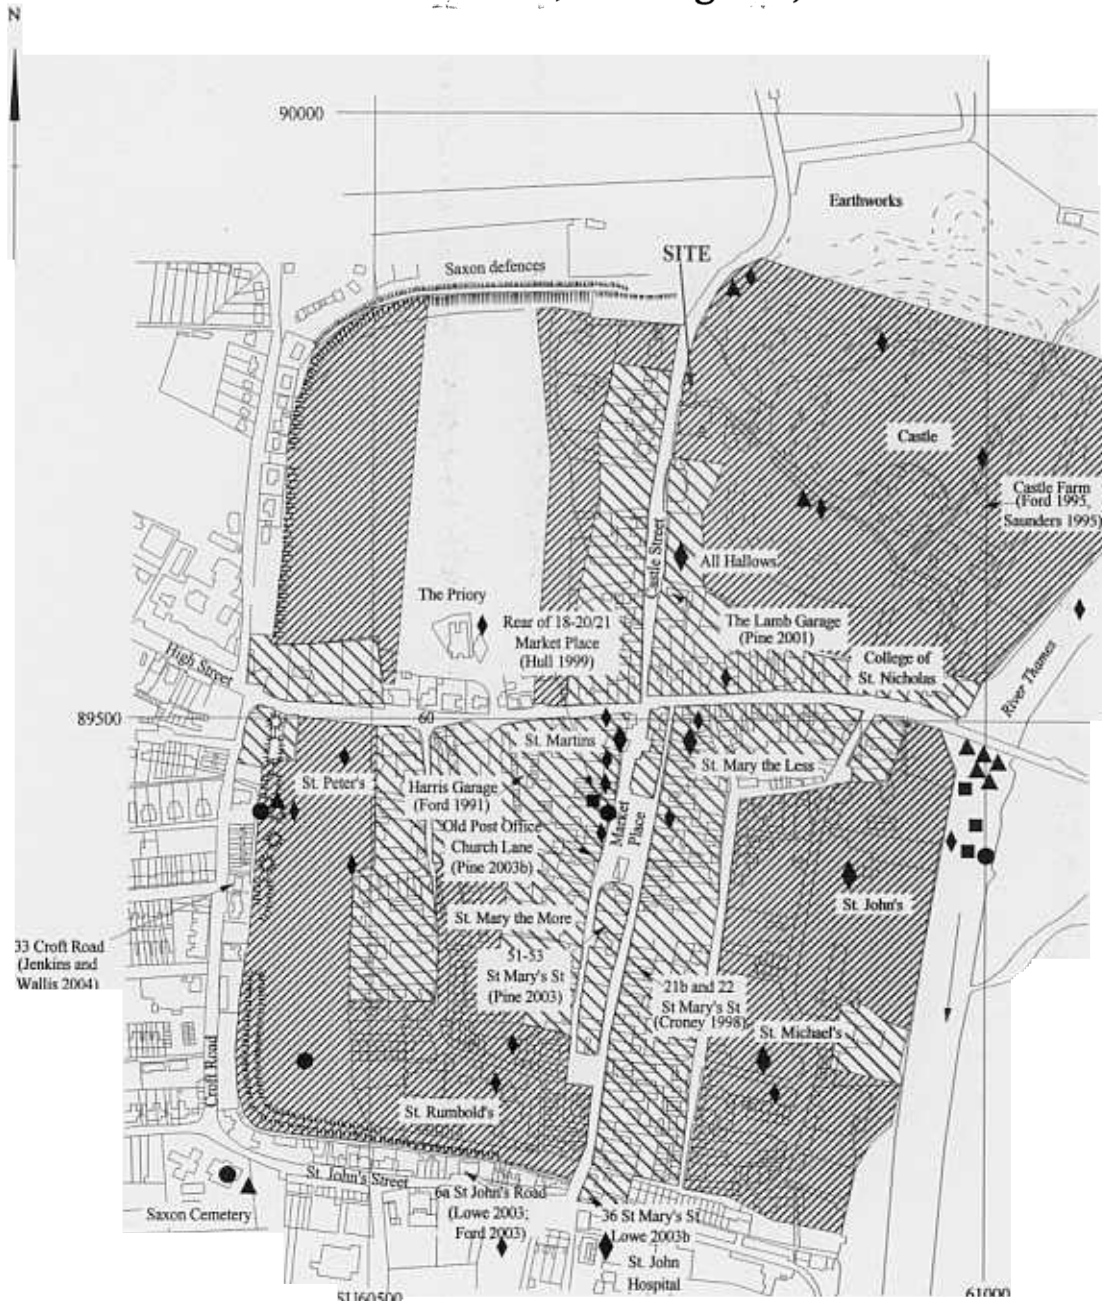 N
90000
Earthworks
SITE
Saxon defences
Castle
Castle Farm
(Ford 1995,
Saunders 1995)
Castle Street
All Hallows
The Priory
Rear of 18-20/21
Market Place
(Hull 1999)
The Lamb Garage
(Pine 2001)
College of
St. Nicholas
High Street
River Thames
89500
60
St. Martins
St. Mary the Less
St. Peter's
Harris Garage
(Ford 1991)
Market
Place
Old Post Office
Church Lane
(Pine 2003b)
St. John's
St. Mary the More
33 Croft Road
(Jenkins and
Wallis 2004)
51-53
St Mary's St
(Pine 2003)
21b and 22
St Mary's St
(Croney 1998)
St. Michael's
Croft Road
St. Rumbold's
St. John's Street
Saxon Cemetery
6a St John's Road
(Lowe 2003;
Ford 2003)
36 St Mary's St
Lowe 2003b
St. John
Hospital
SU60500
61000